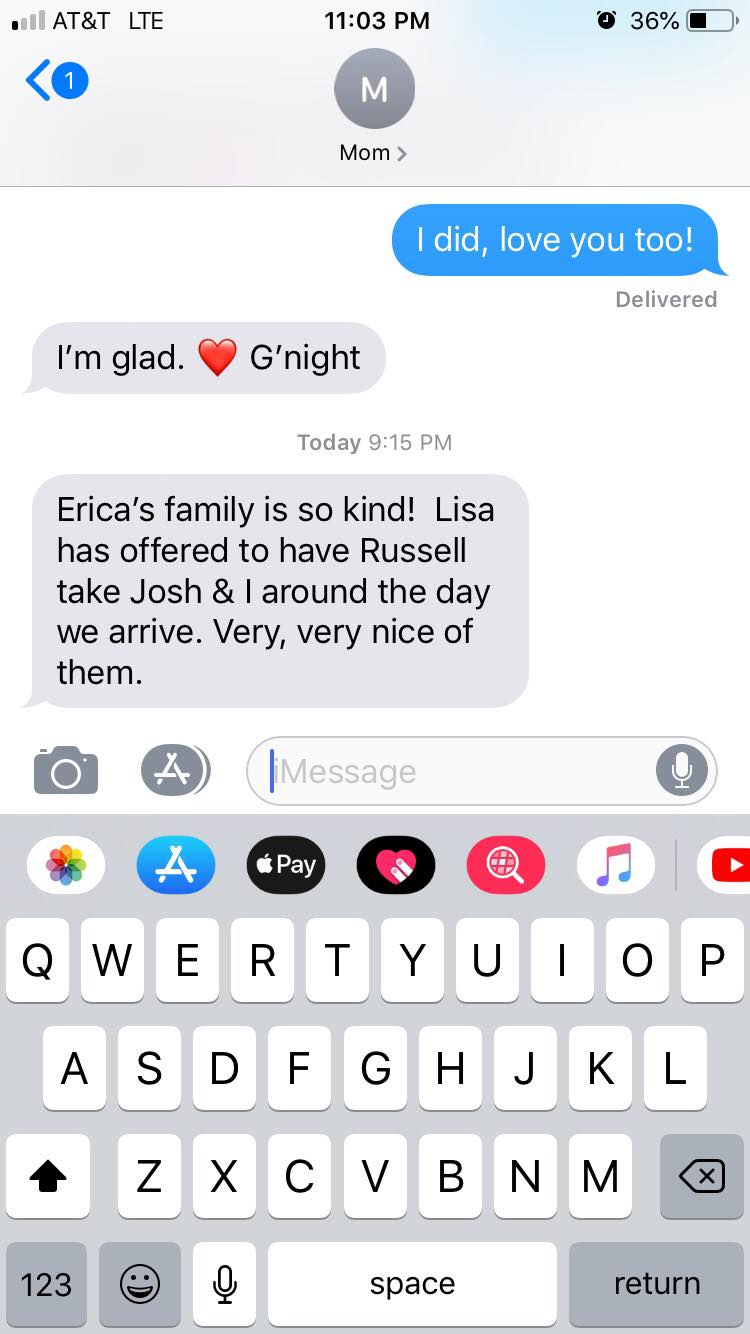 AT&T LTE 11:03 PM 36%
1
M
Mom
I did, love you too!
Delivered
I’m glad. ❤️ G’night
Today 9:15 PM
Erica’s family is so kind!  Lisa
has offered to have Russell
take Josh & I around the day
we arrive. Very, very nice of
them.
iMessage
Pay
Q W E R T Y U I O P
A S D F G H J K L
Z X C V B N M
123 space return